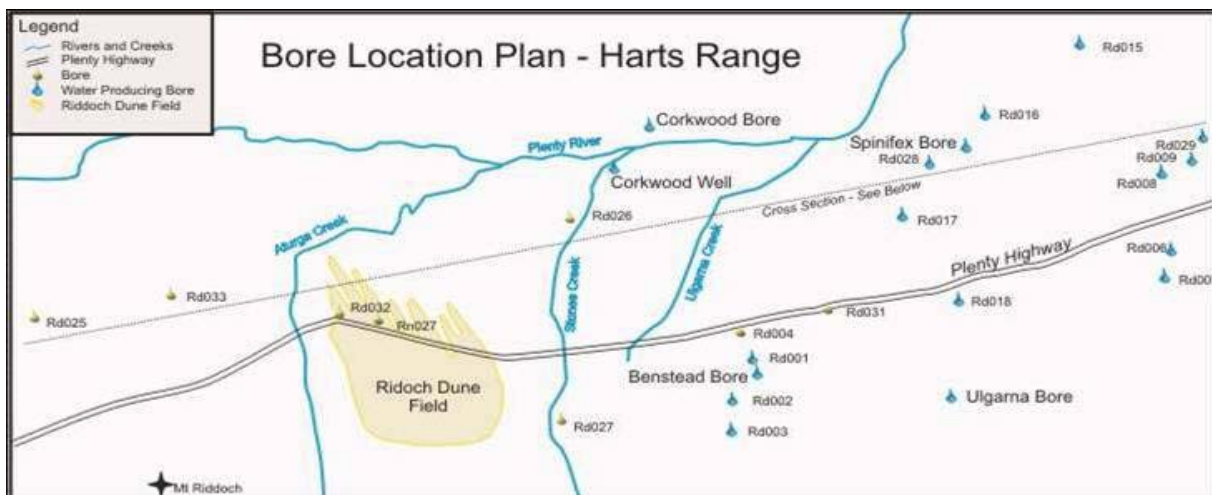 Legend
Rivers and Creeks
Plenty Highway
Bore
Water Producing Bore
Riddoch Dune Field
Bore Location Plan - Harts Range
Rd015
Corkwood Bore
Rd016
Plenty River
Spinifex Bore
Rd029
Rd028
Rd009
Corkwood Well
Rd008
Cross Section - See Below
Rd026
Rd017
Aturga Creek
Plenty Highway
Rd006
Ulgarna Creek
Stones Creek
Rd00
Rd033
Rd018
Rd032
Rd031
Rd025
Rn027
Rd004
Rd001
Benstead Bore
Ridoch Dune
Field
Rd002
Ulgarna Bore
Rd027
Rd003
Mt Riddoch